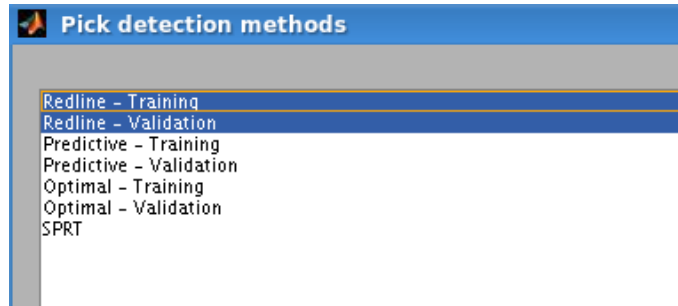 Pick detection methods
Redline – Training
Redline – Validation
Predictive – Training
Predictive – Validation
Optimal – Training
Optimal – Validation
SPRT